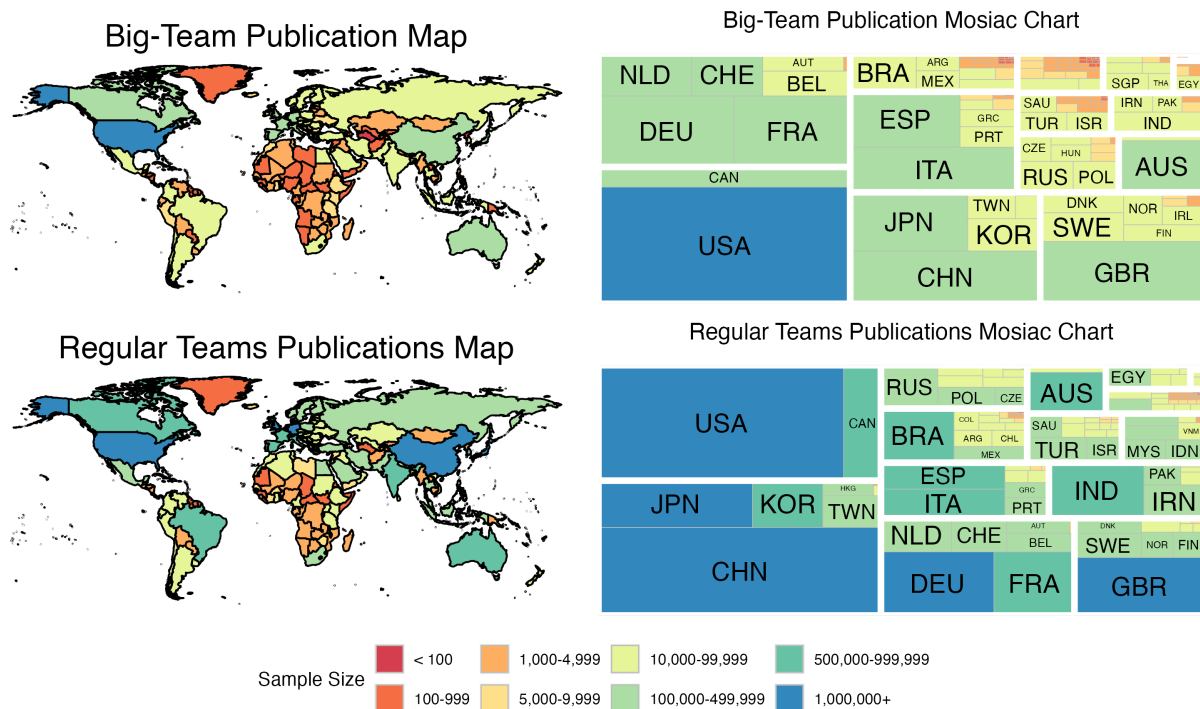 Big-Team Publication Map
Big-Team Publication Mosiac Chart
NLD CHE AUT BEL
DEU FRA
CAN
USA
BRA ARG MEX
SGP THA EGY
ESP GRC PRT
ITA
SAU TUR ISR
IRN PAK IND
CZE HUN RUS POL
AUS
JPN TWN KOR
CHN
DNK SWE NOR IRL FIN
GBR
Regular Teams Publications Map
Regular Teams Publications Mosiac Chart
USA CAN
JPN KOR HKG TWN
CHN
RUS POL CZE
AUS
EGY
BRA COL ARG CHL MEX
SAU TUR ISR
VNM MYS IDN
ESP GRC
ITA PRT
IND PAK IRN
NLD CHE AUT BEL
DEU FRA
DNK SWE NOR FIN
GBR
Sample Size
< 100
1,000-4,999
10,000-99,999
500,000-999,999
100-999
5,000-9,999
100,000-499,999
1,000,000+